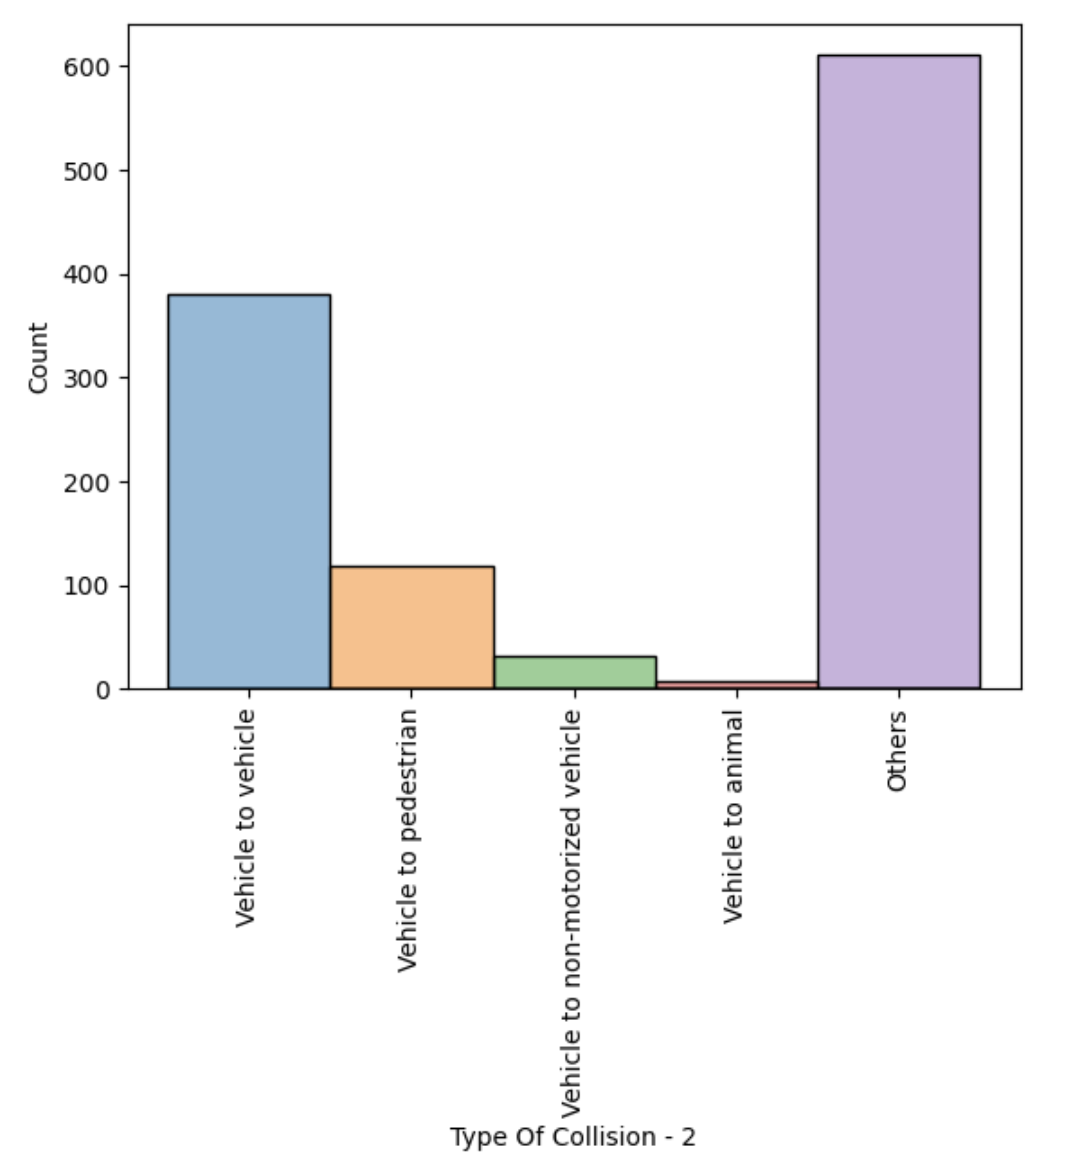 600
500
400
300
200
100
0
Count
Vehicle to vehicle
Vehicle to pedestrian
Vehicle to non-motorized vehicle
Vehicle to animal
Others
Type Of Collision - 2